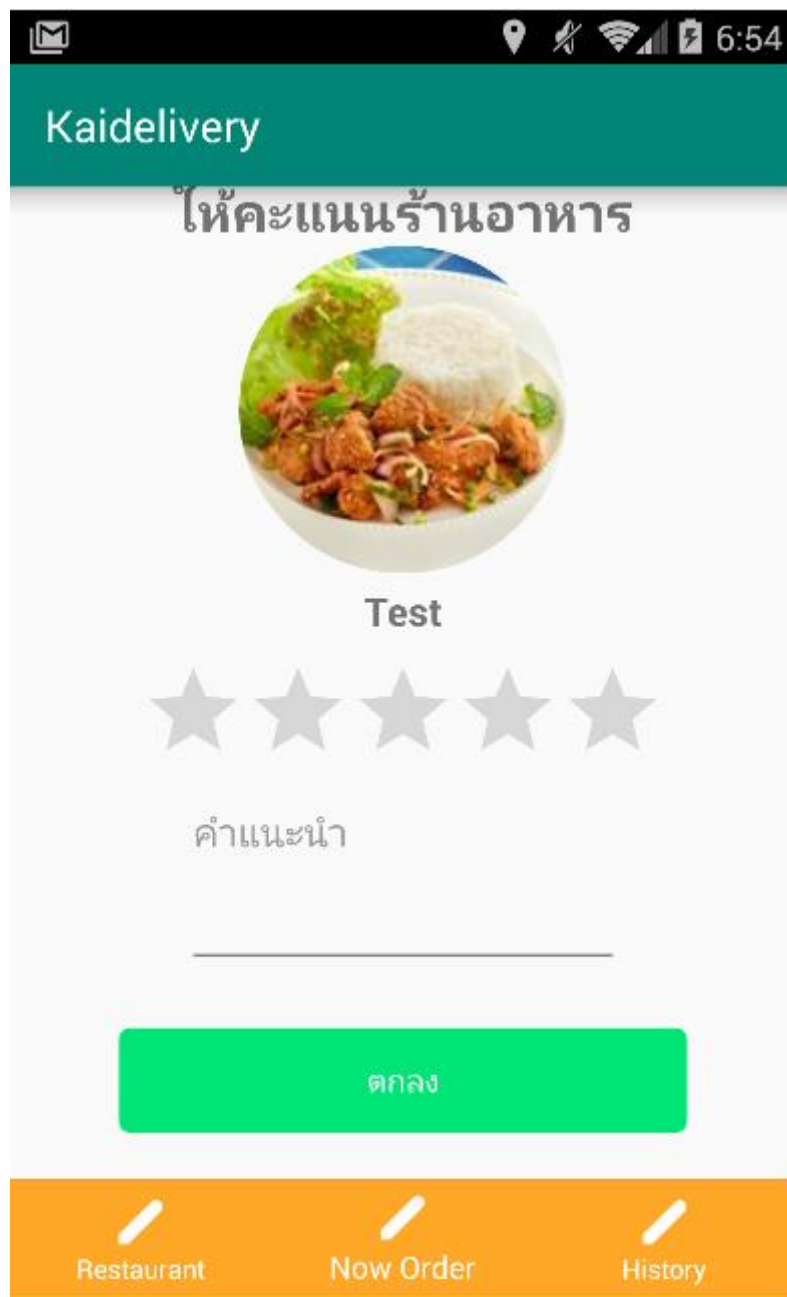 6:54
Kaidelivery
ให้คะแนนร้านอาหาร
Test
คำแนะนำ
ตกลง
Restaurant Now Order History